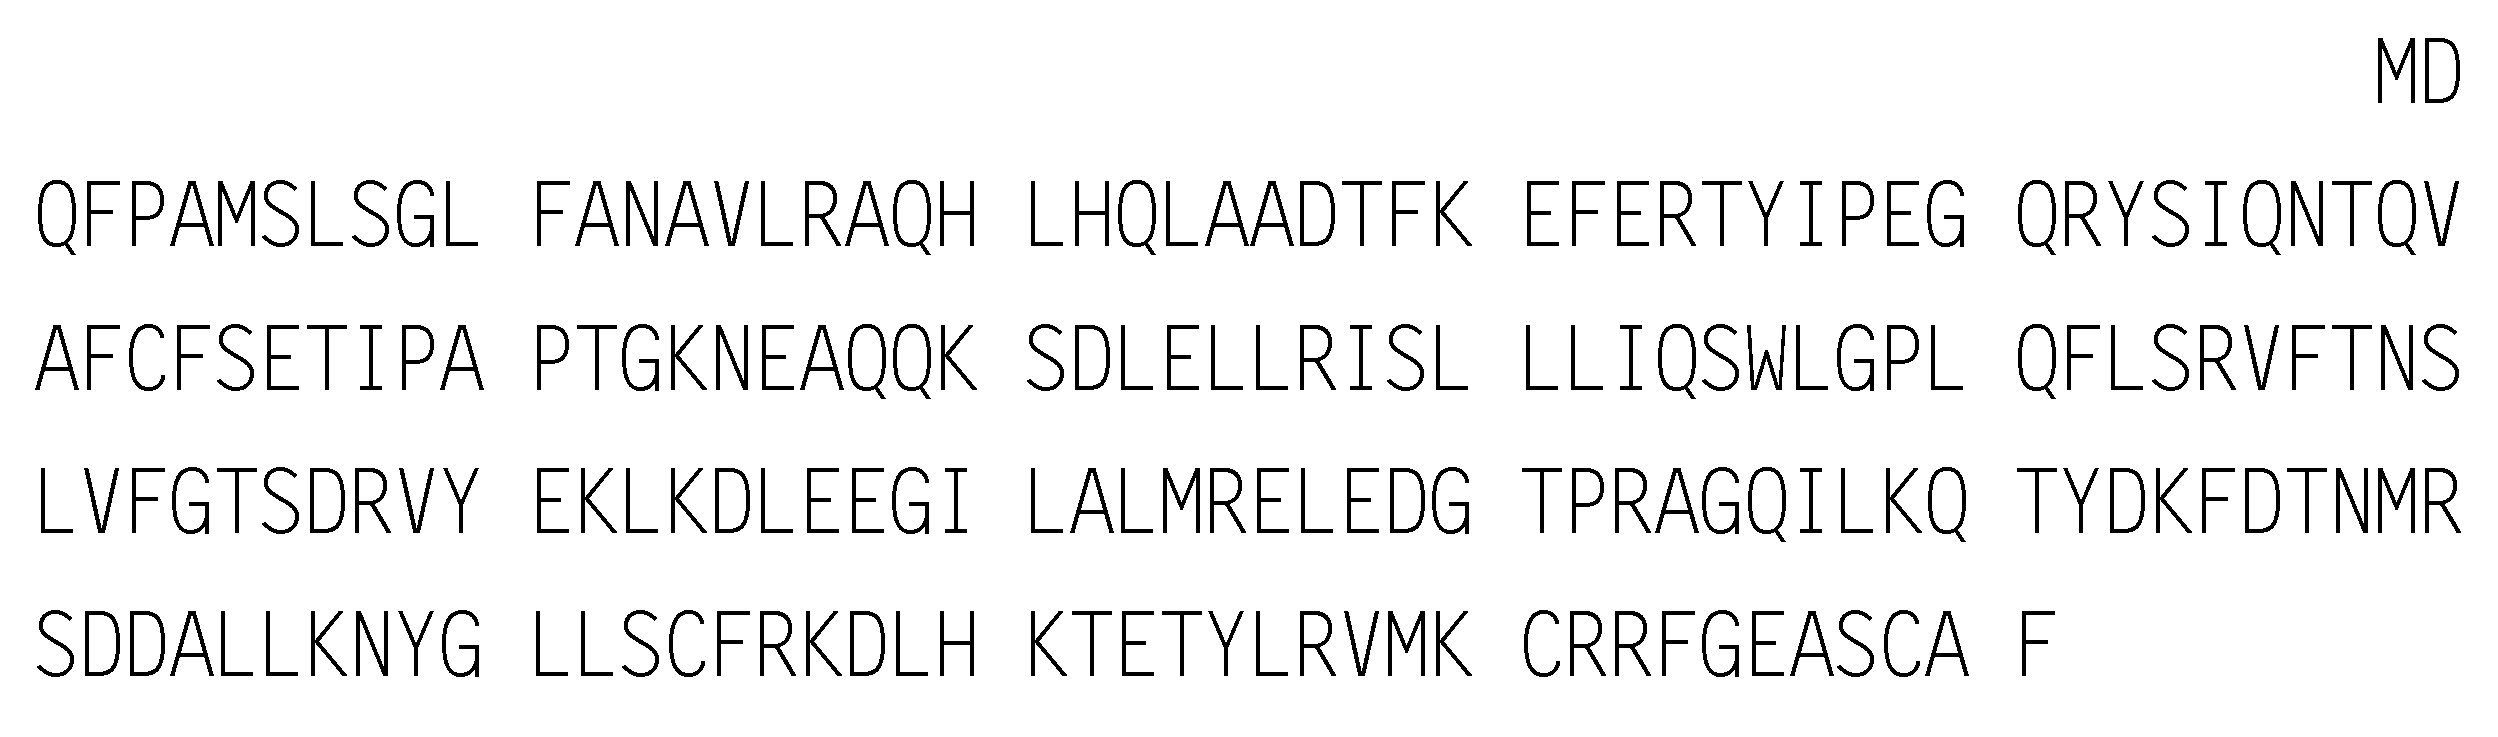 MD
QFPAMSLSGL FANAVLRAQH LHQLAADTFK EFERTYIPEG QRYSIQNTQV
AFCFSETIPA PTGKNEAQQK SDLELLRISL LLIQSWLGPL QFLSRVFTNS
LVFGTSDRVY EKLKDLEEGI LALMRELEDG TPRAGQILKQ TYDKFDTNMR
SDDALLKNYG LLSCFRKDLH KTETYLRVMK CRRFGEASCA F